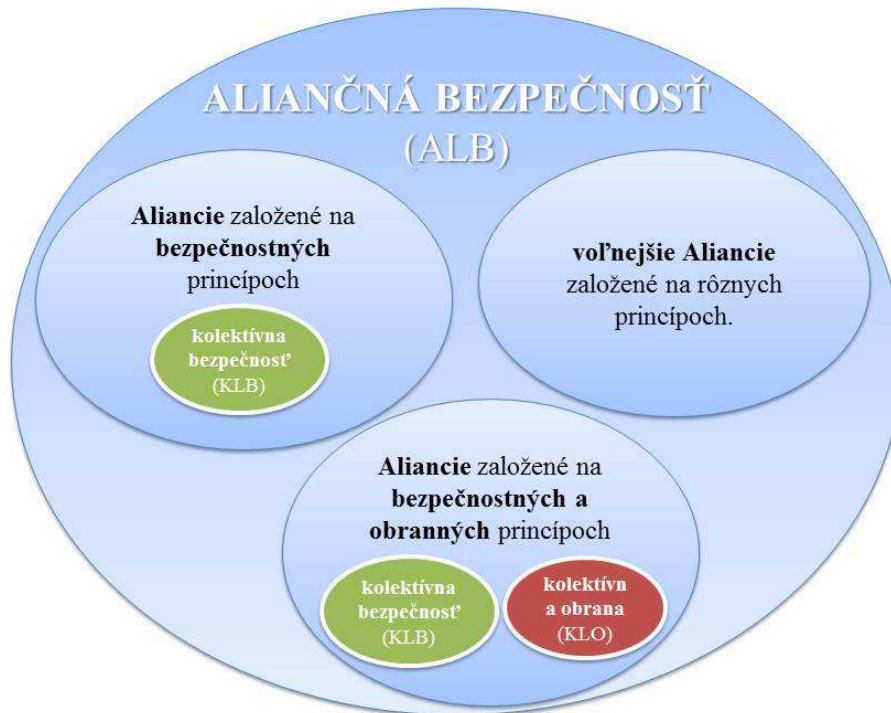 ALIANČNÁ BEZPEČNOSŤ
(ALB)
Aliancie založené na
bezpečnostných
princípoch
kolektívna
bezpečnosť
(KLB)
voľnejšie Aliancie
založené na rôznych
princípoch.
Aliancie založené na
bezpečnostných a
obranných princípoch
kolektívna
bezpečnosť
(KLB)
kolektívn
a obrana
(KLO)